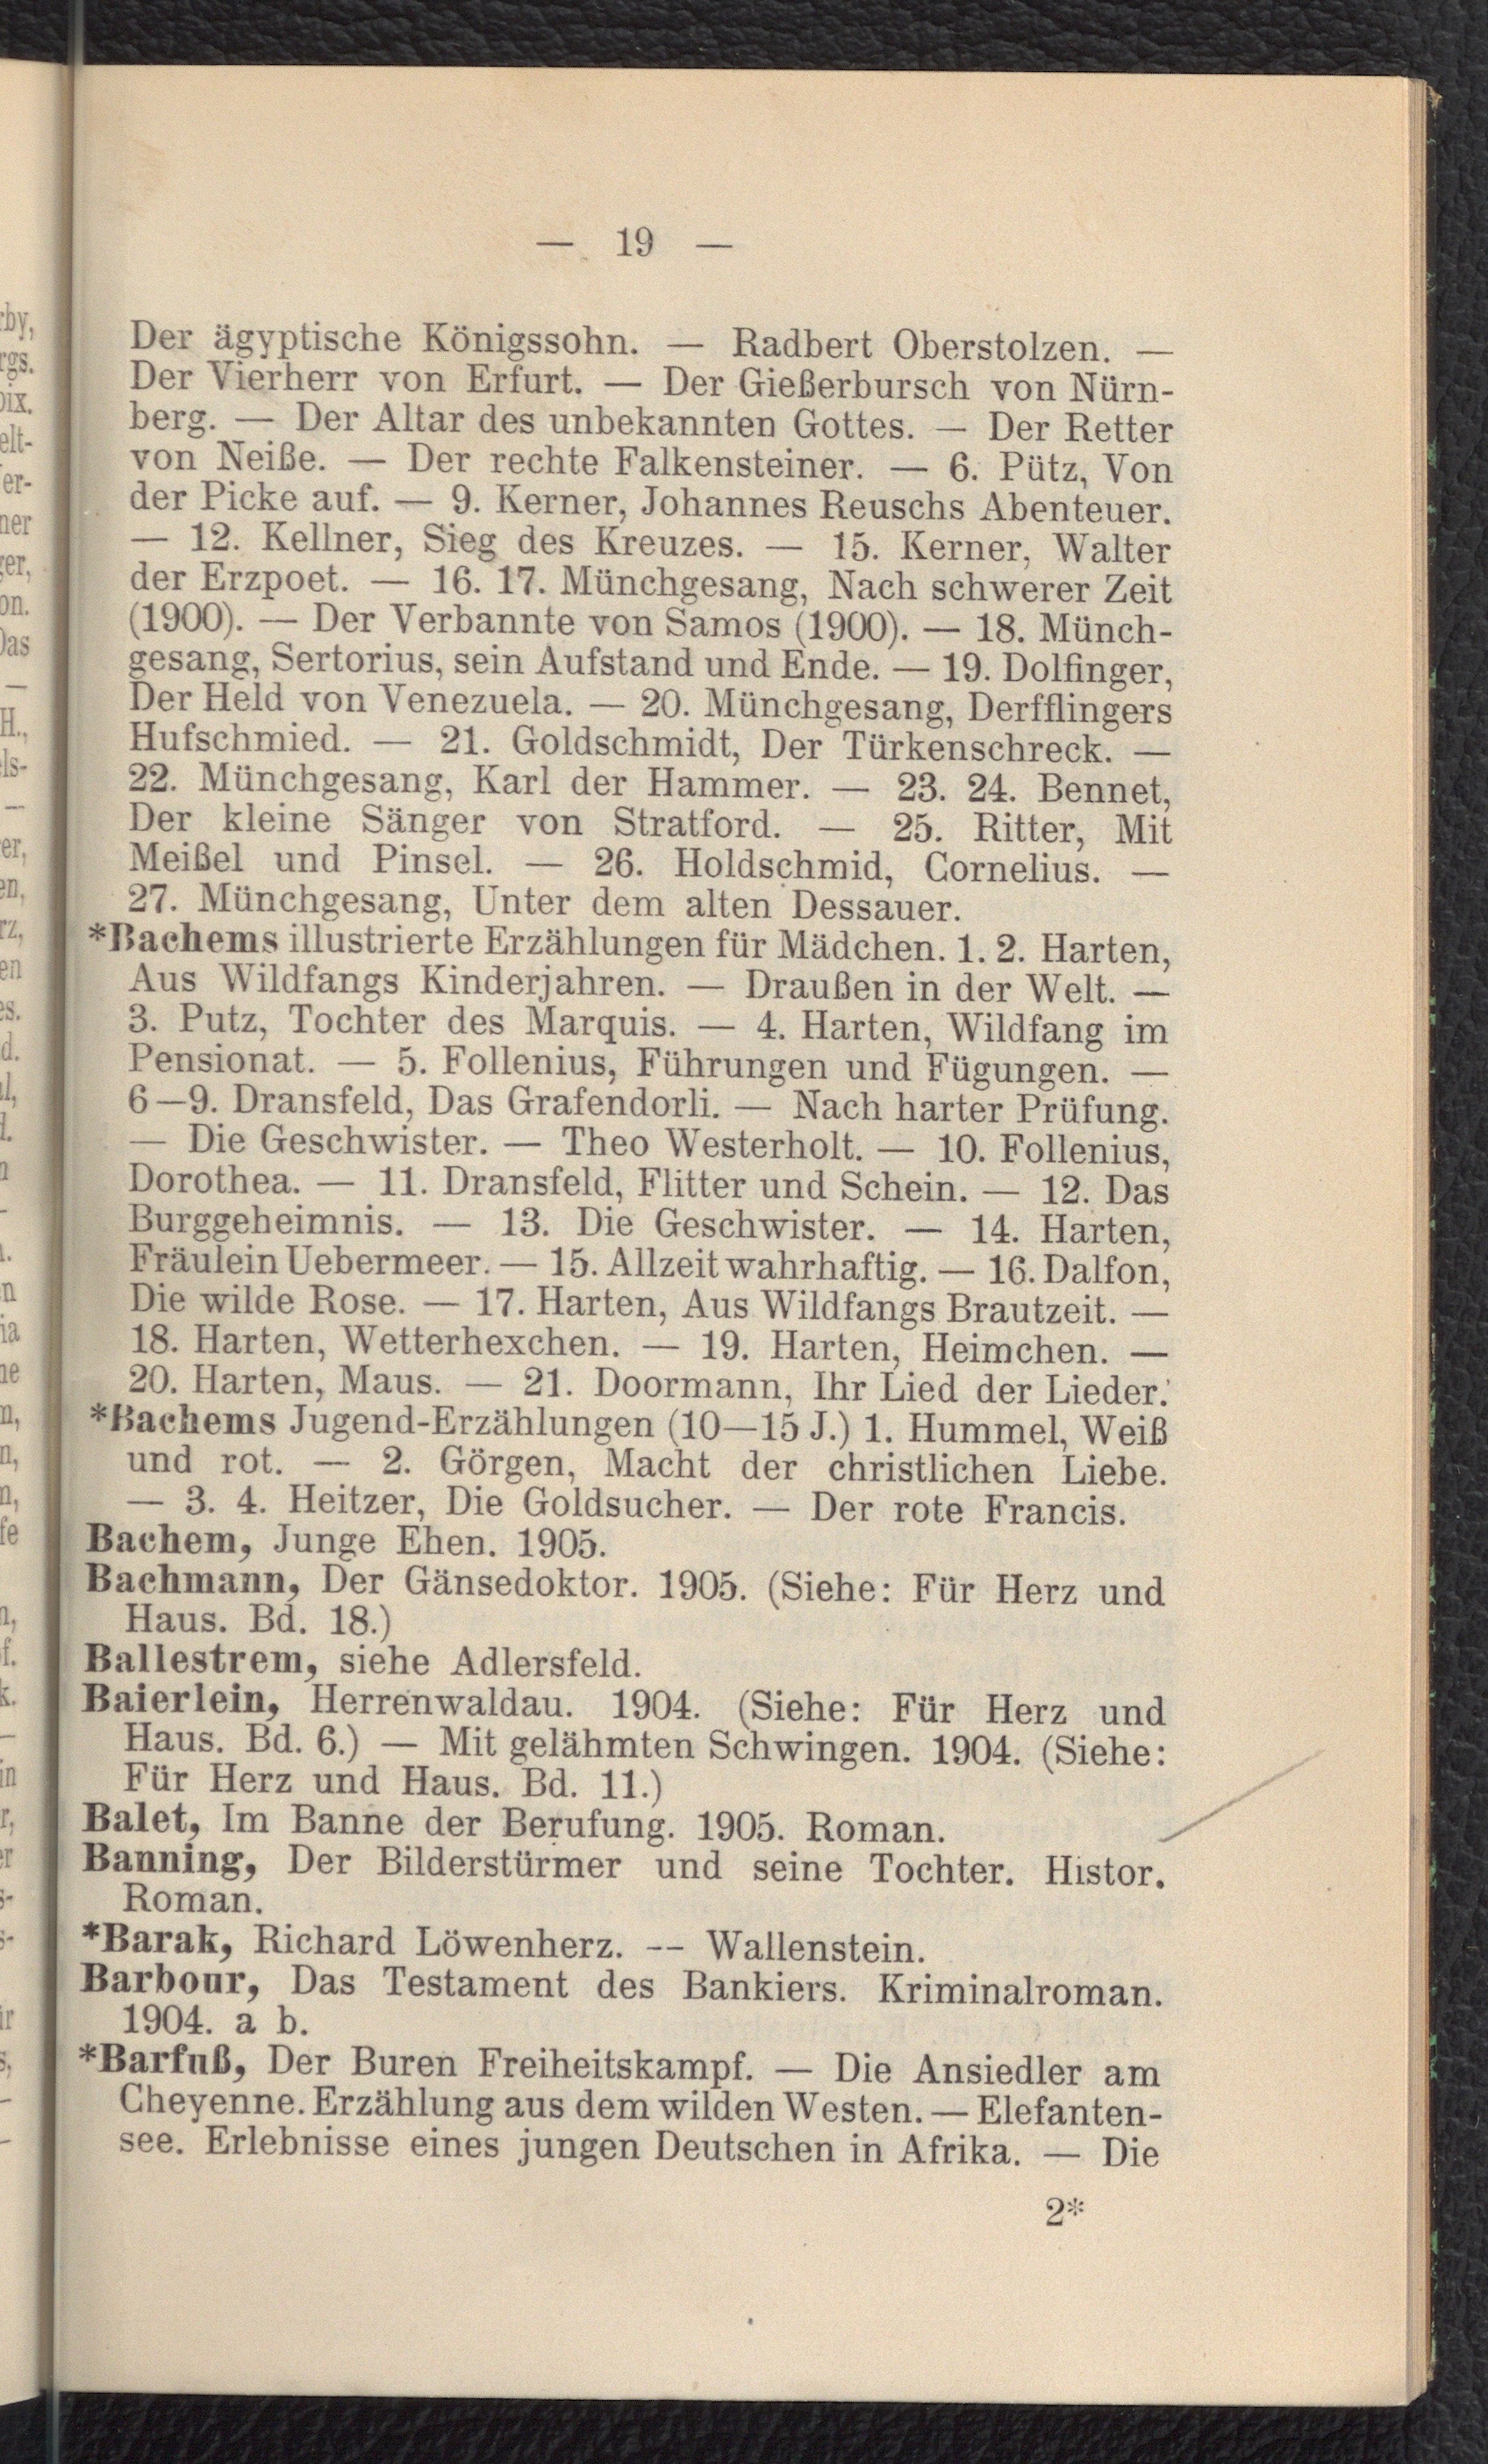 — 19 —
Der ägyptische Königssohn. — Radbert Oberstolzen. —
Der Vierherr von Erfurt. — Der Gießerbursch von Nürn-
berg. — Der Altar des unbekannten Gottes. — Der Retter
von Neiße. — Der rechte Falkensteiner. — 6. Pütz, Von
der Picke auf. — 9. Kerner, Johannes Reuschs Abenteuer.
— 12. Kellner, Sieg des Kreuzes. — 15. Kerner, Walter
der Erzpoet. — 16. 17. Münchgesang, Nach schwerer Zeit
(1900). — Der Verbannte von Samos (1900). — 18. Münch-
gesang, Sertorius, sein Aufstand und Ende. — 19. Dolfinger,
Der Held von Venezuela. — 20. Münchgesang, Derfflingers
Hufschmied. — 21. Goldschmidt, Der Türkenschreck. —
22. Münchgesang, Karl der Hammer. — 23. 24. Bennet,
Der kleine Sänger von Stratford. — 25. Ritter, Mit
Meißel und Pinsel. — 26. Holdschmid, Cornelius. —
27. Münchgesang, Unter dem alten Dessauer.
*Bachems illustrierte Erzählungen für Mädchen. 1. 2. Harten,
Aus Wildfangs Kinderjahren. — Draußen in der Welt. —
3. Putz, Tochter des Marquis. — 4. Harten, Wildfang im
Pensionat. — 5. Follenius, Führungen und Fügungen. —
6—9. Dransfeld, Das Grafendorli. — Nach harter Prüfung.
— Die Geschwister. — Theo Westerholt. — 10. Follenius,
Dorothea. — 11. Dransfeld, Flitter und Schein. — 12. Das
Burggeheimnis. — 13. Die Geschwister. — 14. Harten,
Fräulein Uebermeer. — 15. Allzeit wahrhaftig. — 16. Dalfon,
Die wilde Rose. — 17. Harten, Aus Wildfangs Brautzeit. —
18. Harten, Wetterhexchen. — 19. Harten, Heimchen. —
20. Harten, Maus. — 21. Doormann, Ihr Lied der Lieder.
*Bachems Jugend-Erzählungen (10—15 J.) 1. Hummel, Weiß
und rot. — 2. Görgen, Macht der christlichen Liebe.
— 3. 4. Heitzer, Die Goldsucher. — Der rote Francis.
Bachem, Junge Ehen. 1905.
Bachmann, Der Gänsedoktor. 1905. (Siehe: Für Herz und
Haus. Bd. 18.)
Ballestrem, siehe Adlersfeld.
Baierlein, Herrenwaldau. 1904. (Siehe: Für Herz und
Haus. Bd. 6.) — Mit gelähmten Schwingen. 1904. (Siehe:
Für Herz und Haus. Bd. 11.)
Balet, Im Banne der Berufung. 1905. Roman.
Banning, Der Bilderstürmer und seine Tochter. Histor.
Roman.
*Barak, Richard Löwenherz. -- Wallenstein.
Barbour, Das Testament des Bankiers. Kriminalroman.
1904. a b.
*Barfuß, Der Buren Freiheitskampf. — Die Ansiedler am
Cheyenne. Erzählung aus dem wilden Westen. — Elefanten-
see. Erlebnisse eines jungen Deutschen in Afrika. — Die
2*